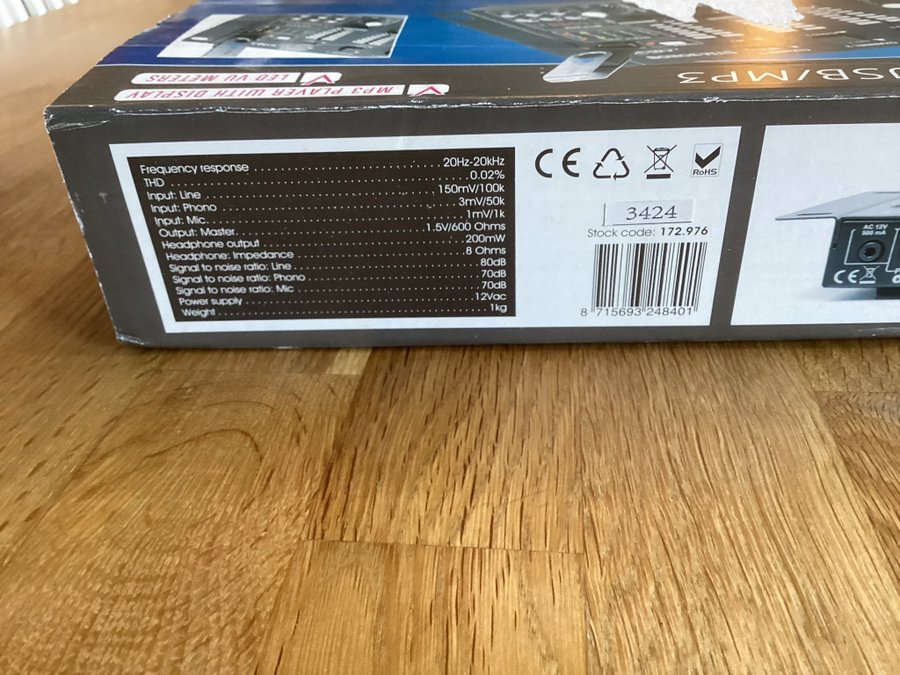 LED VU METERS
MP3 PLAYER WITH DISPLAY
USB/MP3
Frequency response 20Hz-20kHz
THD 0.02%
Input: Line 150mV/100k
Input: Phono 3mV/50k
Input: Mic 1mV/1k
Output: Master 1.5V/600 Ohms
Headphone output 200mW
Headphone: Impedance 8 Ohms
Signal to noise ratio: Line 80dB
Signal to noise ratio: Phono 70dB
Signal to noise ratio: Mic 70dB
Power supply 12Vac
Weight 1kg
CE
RoHS
3424
Stock code: 172.976
8 715693 248401
AC 12V
500 mA
CE